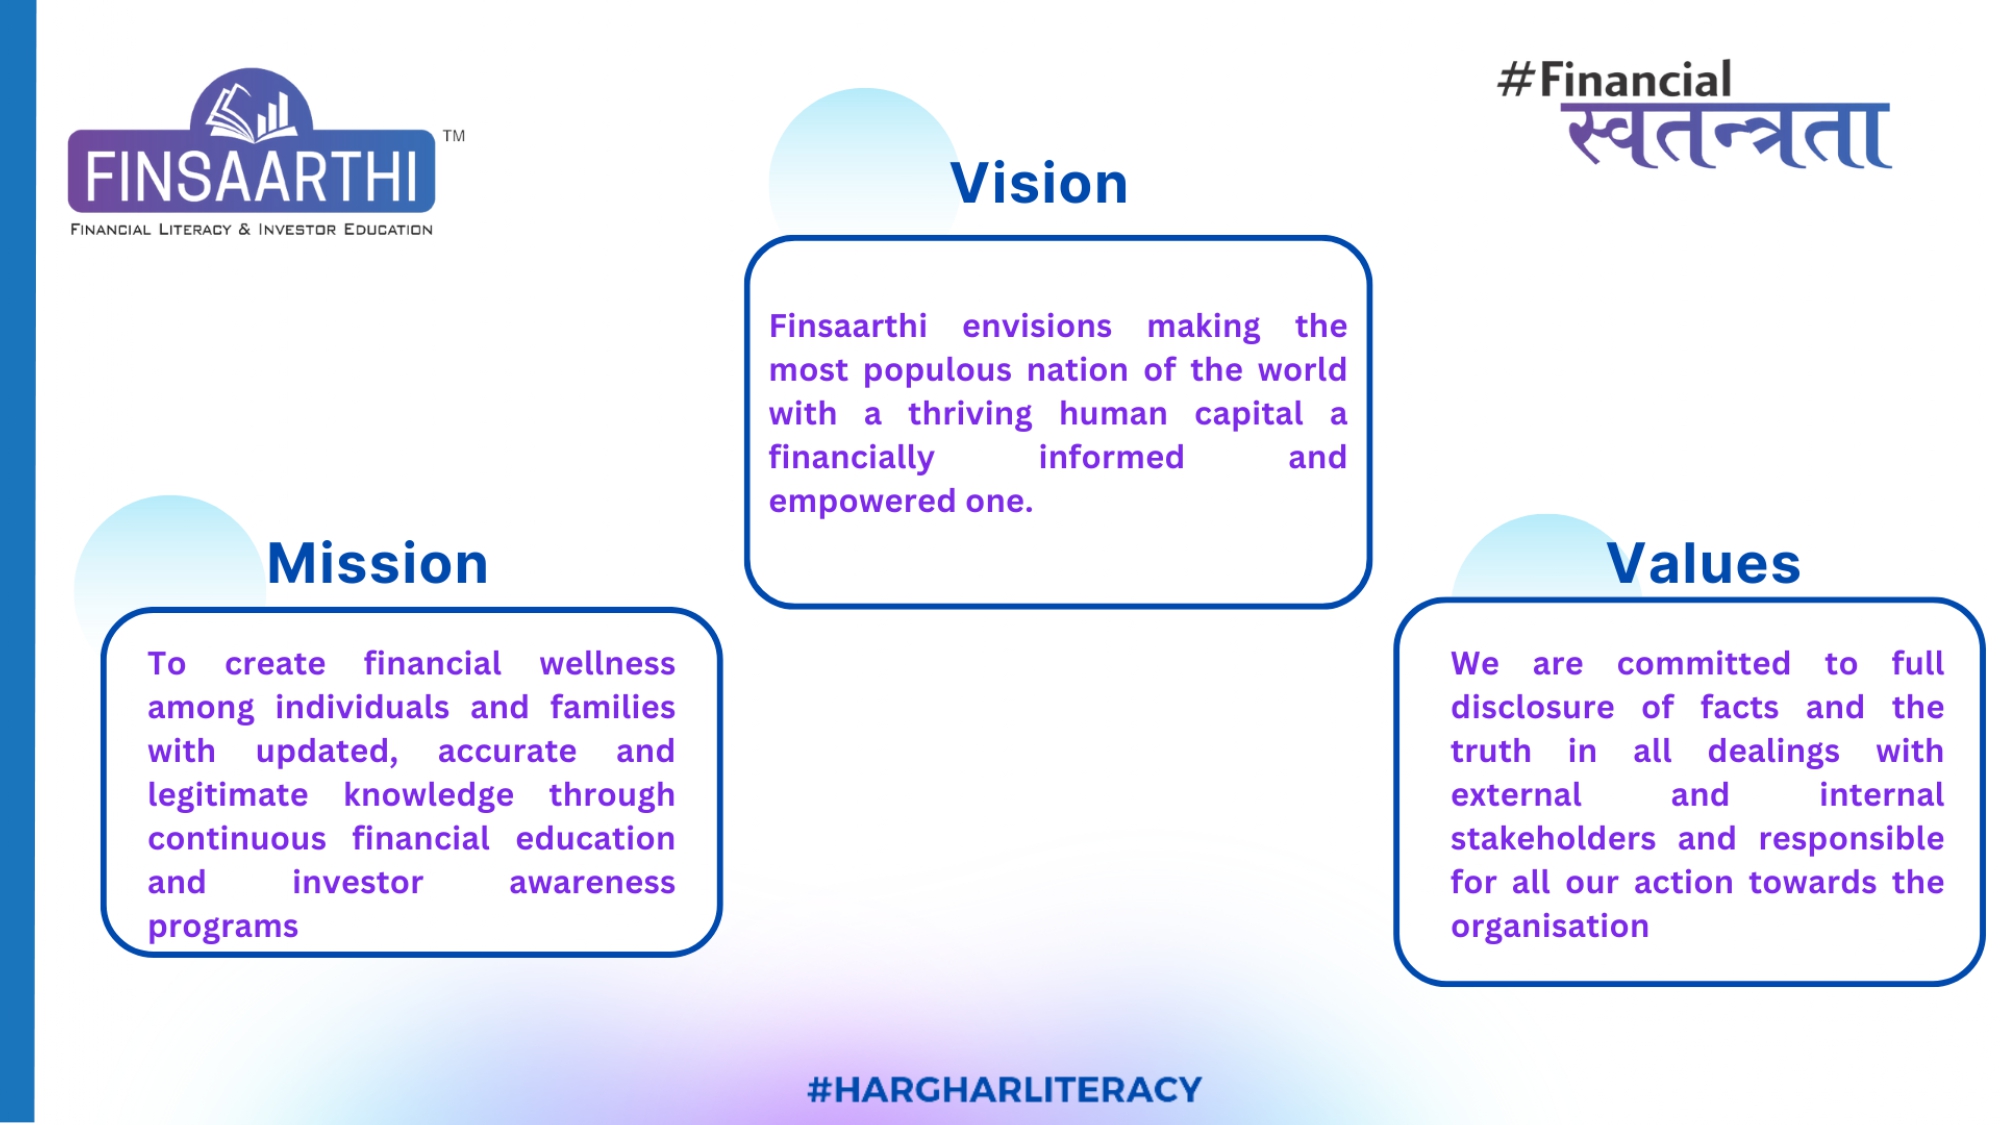 FINSAARTHI TM
FINANCIAL LITERACY & INVESTOR EDUCATION
#Financial
स्वतन्त्रता
Vision
Finsaarthi envisions making the
most populous nation of the world
with a thriving human capital a
financially informed and
empowered one.
Mission
To create financial wellness
among individuals and families
with updated, accurate and
legitimate knowledge through
continuous financial education
and investor awareness
programs
Values
We are committed to full
disclosure of facts and the
truth in all dealings with
external and internal
stakeholders and responsible
for all our action towards the
organisation
#HARGHARLITERACY